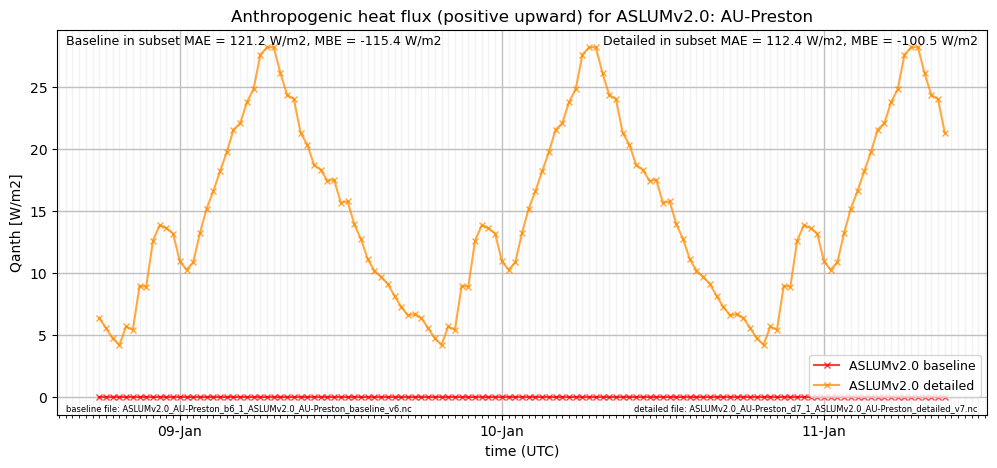 Anthropogenic heat flux (positive upward) for ASLUMv2.0: AU-Preston
Baseline in subset MAE = 121.2 W/m2, MBE = -115.4 W/m2
Detailed in subset MAE = 112.4 W/m2, MBE = -100.5 W/m2
Qanth [W/m2]
25
20
15
10
5
0
ASLUMv2.0 baseline
ASLUMv2.0 detailed
baseline file: ASLUMv2.0_AU-Preston_b6_1_ASLUMv2.0_AU-Preston_baseline_v6.nc
detailed file: ASLUMv2.0_AU-Preston_d7_1_ASLUMv2.0_AU-Preston_detailed_v7.nc
09-Jan
10-Jan
11-Jan
time (UTC)